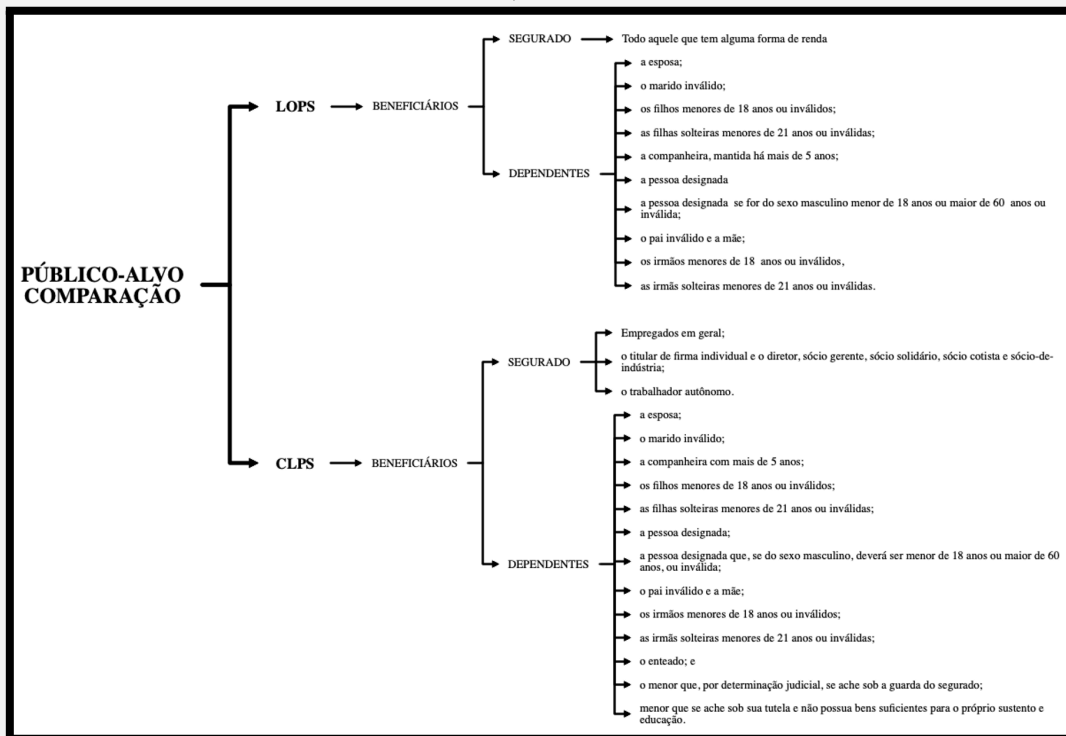 PÚBLICO-ALVO
COMPARAÇÃO
LOPS
BENEFICIÁRIOS
SEGURADO
Todo aquele que tem alguma forma de renda
DEPENDENTES
a esposa;
o marido inválido;
os filhos menores de 18 anos ou inválidos;
as filhas solteiras menores de 21 anos ou inválidas;
a companheira, mantida há mais de 5 anos;
a pessoa designada
a pessoa designada se for do sexo masculino menor de 18 anos ou maior de 60 anos ou
inválida;
o pai inválido e a mãe;
os irmãos menores de 18 anos ou inválidos,
as irmãs solteiras menores de 21 anos ou inválidas.
CLPS
BENEFICIÁRIOS
SEGURADO
Empregados em geral;
o titular de firma individual e o diretor, sócio gerente, sócio solidário, sócio cotista e sócio-de-
indústria;
o trabalhador autônomo.
DEPENDENTES
a esposa;
o marido inválido;
a companheira com mais de 5 anos;
os filhos menores de 18 anos ou inválidos;
as filhas solteiras menores de 21 anos ou inválidas;
a pessoa designada;
a pessoa designada que, se do sexo masculino, deverá ser menor de 18 anos ou maior de 60
anos, ou inválida;
o pai inválido e a mãe;
os irmãos menores de 18 anos ou inválidos;
as irmãs solteiras menores de 21 anos ou inválidas;
o enteado; e
o menor que, por determinação judicial, se ache sob a guarda do segurado;
menor que se ache sob sua tutela e não possua bens suficientes para o próprio sustento e
educação.